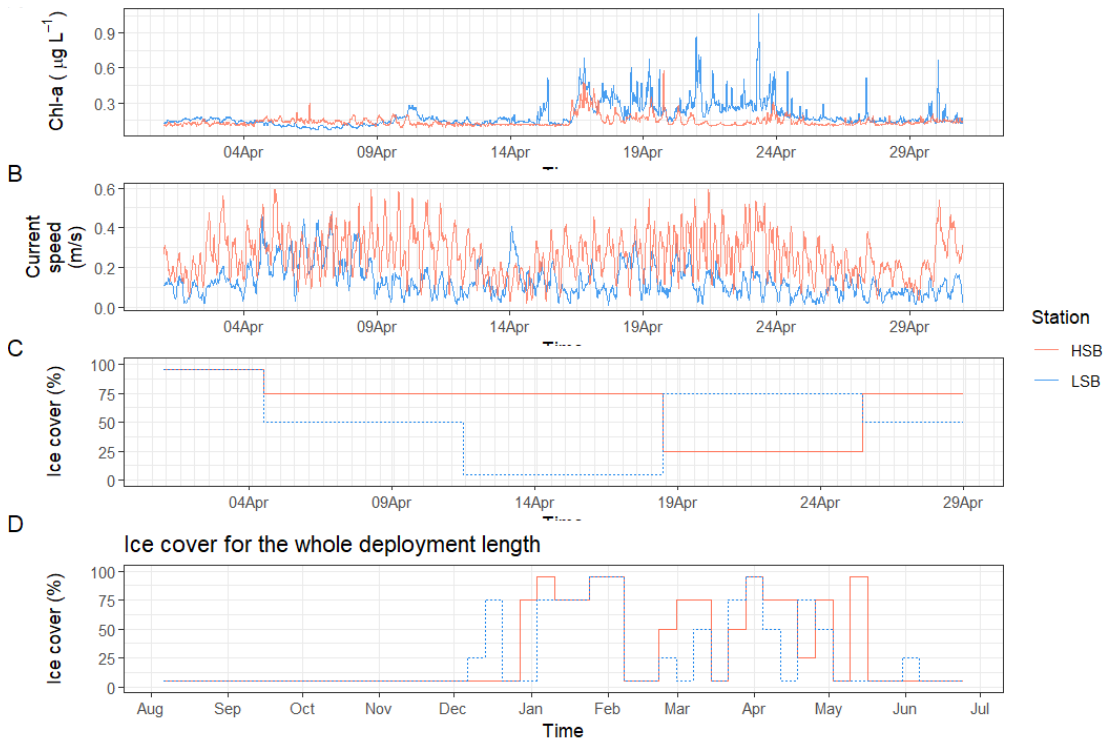 Chl-a ( µg L⁻¹)
0.9
0.6
0.3
04Apr 09Apr 14Apr 19Apr 24Apr 29Apr
B
Current speed (m/s)
0.6
0.4
0.2
0.0
04Apr 09Apr 14Apr 19Apr 24Apr 29Apr
Time
Station
HSB
LSB
C
Ice cover (%)
100
75
50
25
0
04Apr 09Apr 14Apr 19Apr 24Apr 29Apr
D
Ice cover for the whole deployment length
Ice cover (%)
100
75
50
25
0
Aug Sep Oct Nov Dec Jan Feb Mar Apr May Jun Jul
Time